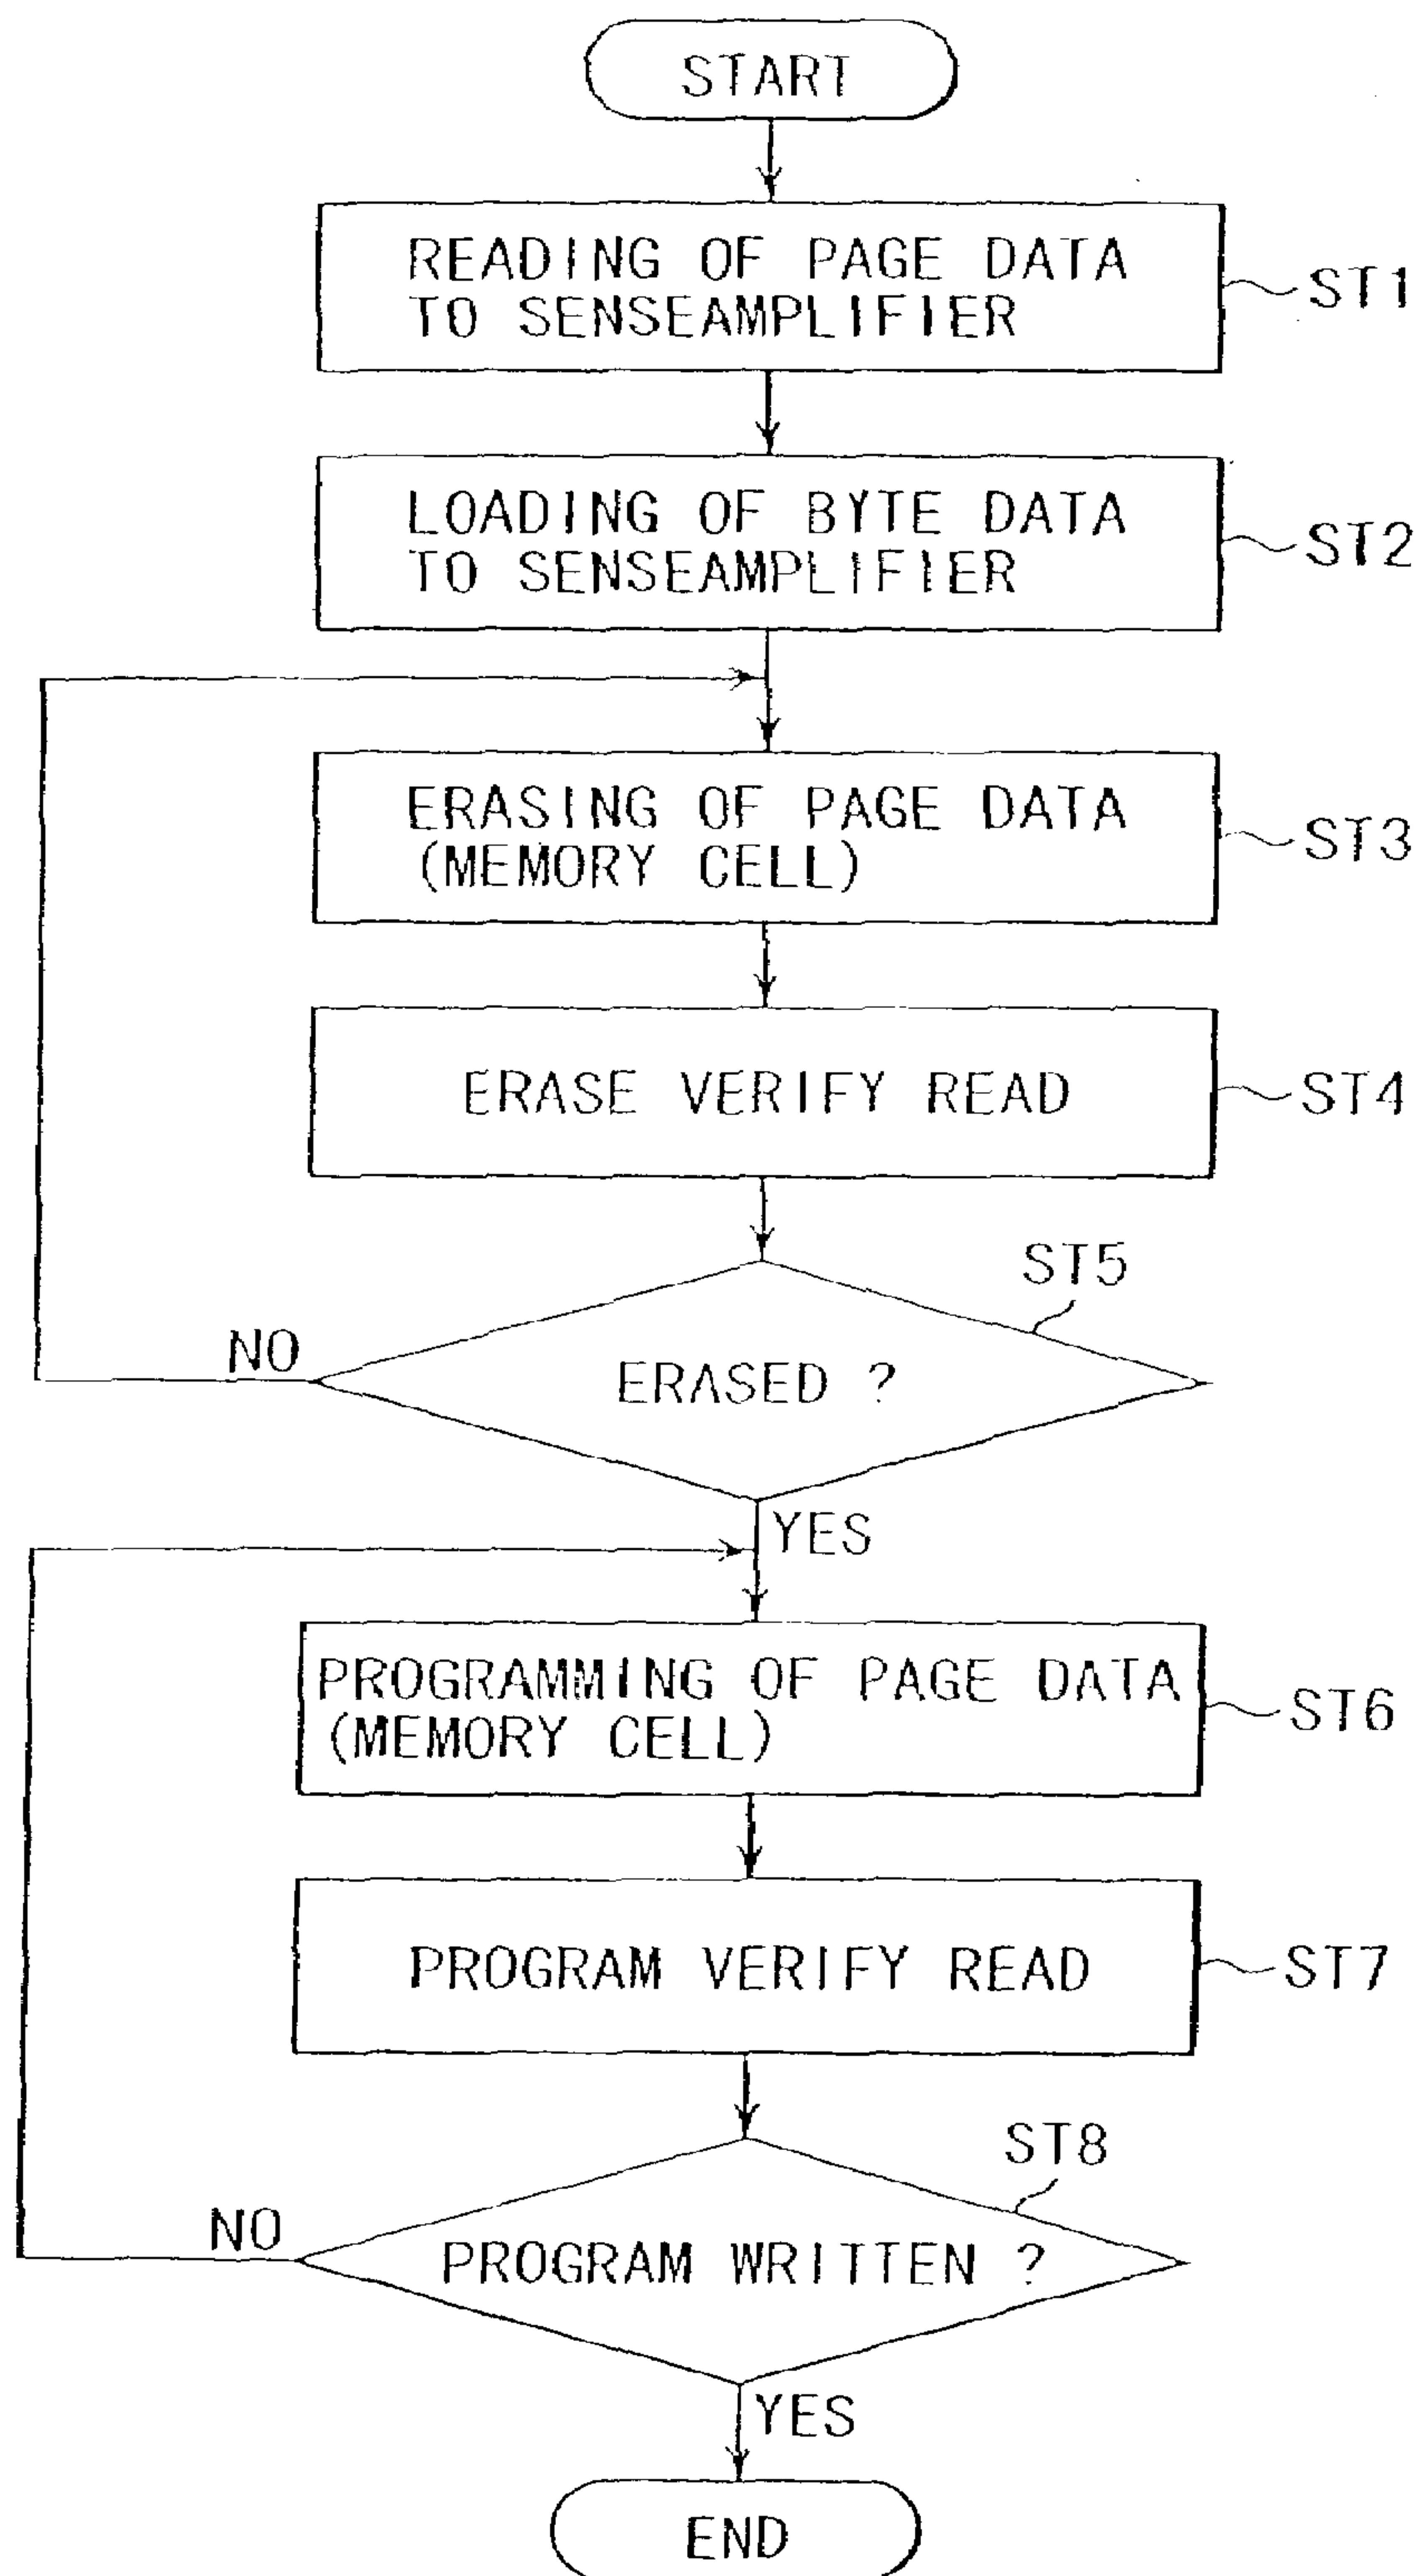 START
READING OF PAGE DATA
TO SENSEAMPLIFIER
ST1
LOADING OF BYTE DATA
TO SENSEAMPLIFIER
ST2
ERASING OF PAGE DATA
(MEMORY CELL)
ST3
ERASE VERIFY READ
ST4
ST5
NO
ERASED ?
YES
PROGRAMMING OF PAGE DATA
(MEMORY CELL)
ST6
PROGRAM VERIFY READ
ST7
ST8
NO
PROGRAM WRITTEN ?
YES
END